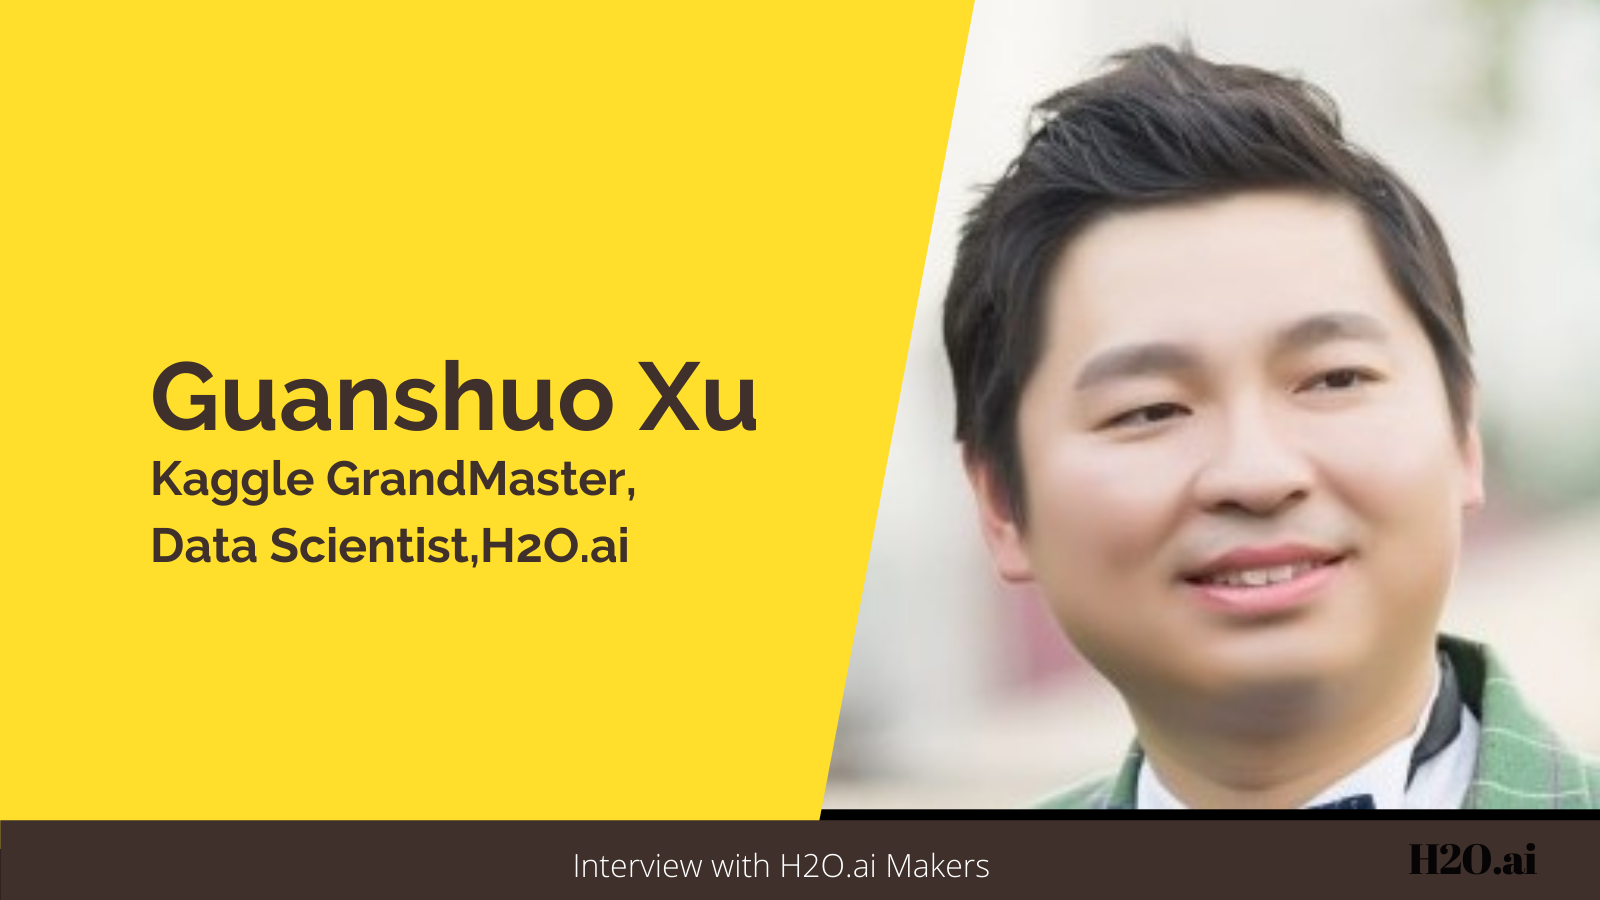 Guanshuo Xu
Kaggle GrandMaster,
Data Scientist,H2O.ai
Interview with H2O.ai Makers
H2O.ai